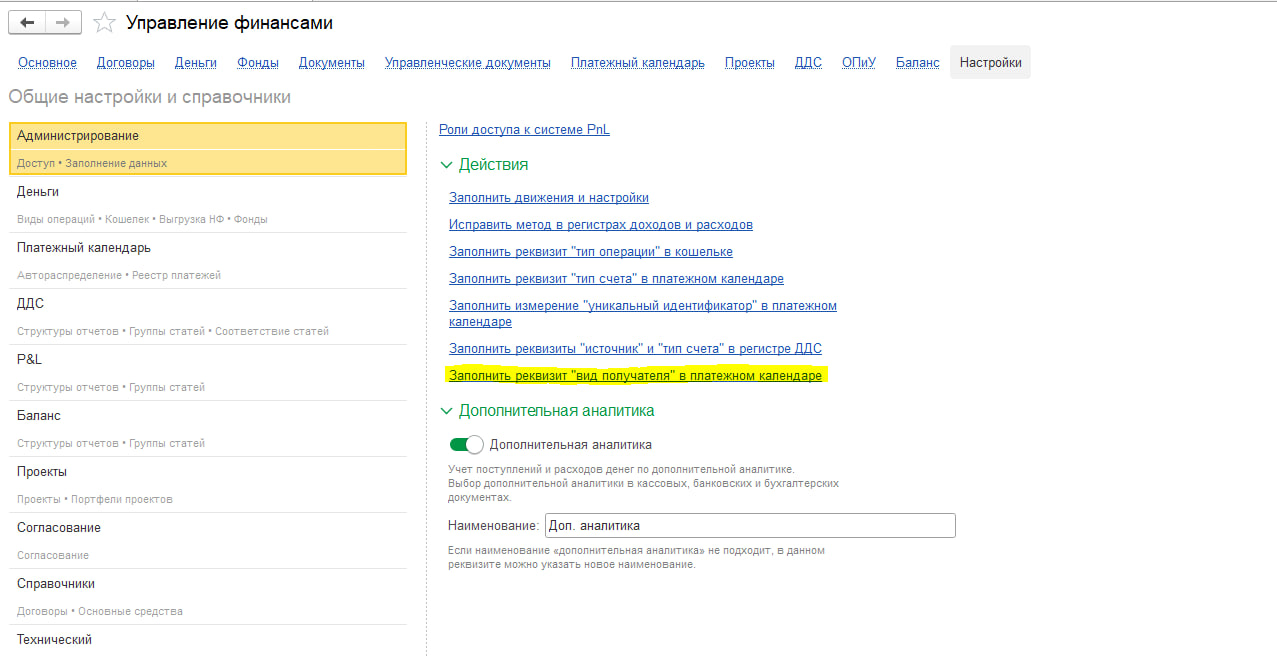 Управление финансами
Основное Договоры Деньги Фонды Документы Управленческие документы Платежный календарь Проекты ДДС ОПиУ Баланс Настройки
Общие настройки и справочники
Администрирование
Доступ • Заполнение данных
Деньги
Виды операций • Кошелек • Выгрузка НФ • Фонды
Платежный календарь
Автораспределение • Реестр платежей
ДДС
Структуры отчетов • Группы статей • Соответствие статей
P&L
Структуры отчетов • Группы статей
Баланс
Структуры отчетов • Группы статей
Проекты
Проекты • Портфели проектов
Согласование
Согласование
Справочники
Договоры • Основные средства
Технический
Роли доступа к системе PnL
Действия
Заполнить движения и настройки
Исправить метод в регистрах доходов и расходов
Заполнить реквизит "тип операции" в кошельке
Заполнить реквизит "тип счета" в платежном календаре
Заполнить измерение "уникальный идентификатор" в платежном
календаре
Заполнить реквизиты "источник" и "тип счета" в регистре ДДС
Заполнить реквизит "вид получателя" в платежном календаре
Дополнительная аналитика
Дополнительная аналитика
Учет поступлений и расходов денег по дополнительной аналитике.
Выбор дополнительной аналитики в кассовых, банковских и бухгалтерских
документах.
Наименование: Доп. аналитика
Если наименование «дополнительная аналитика» не подходит, в данном
реквизите можно указать новое наименование.